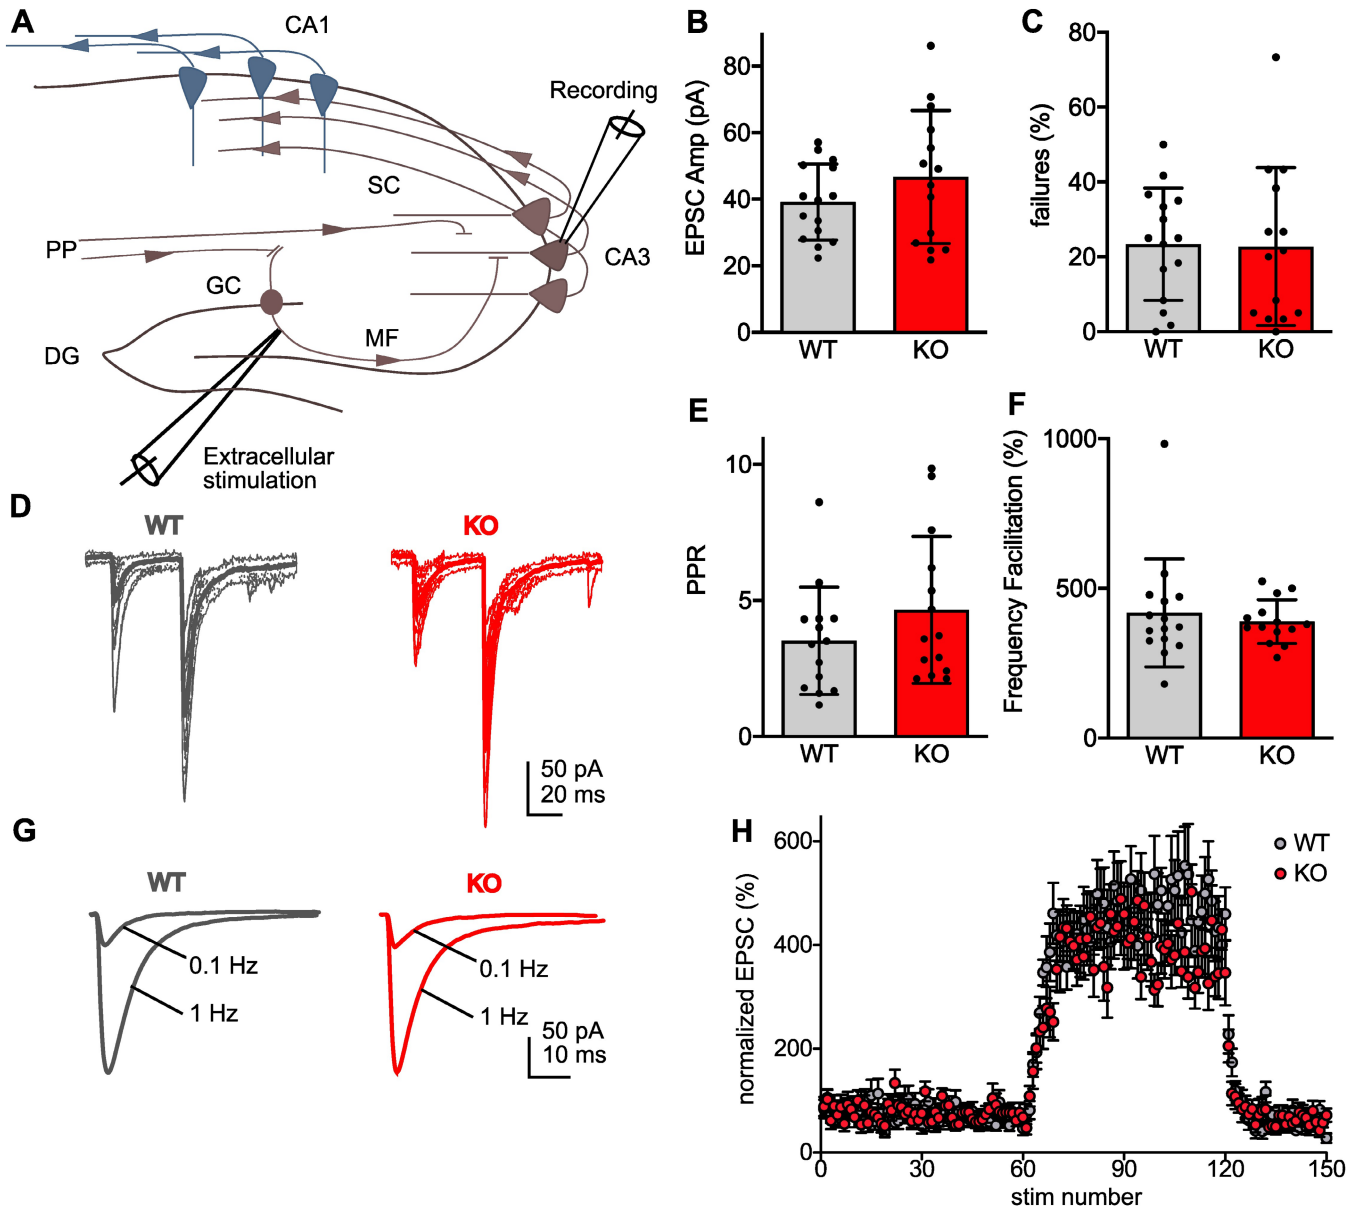 A
CA1
Recording
SC
PP
CA3
GC
MF
DG
Extracellular
stimulation
B
EPSC Amp (pA)
80
60
40
20
0
WT
KO
C
failures (%)
80
60
40
20
0
WT
KO
D
WT
KO
50 pA
20 ms
E
PPR
10
5
0
WT
KO
F
Frequency Facilitation (%)
1000
500
0
WT
KO
G
WT
KO
0.1 Hz
1 Hz
0.1 Hz
1 Hz
50 pA
10 ms
H
normalized EPSC (%)
600
400
200
0
0
30
60
90
120
150
stim number
WT
KO